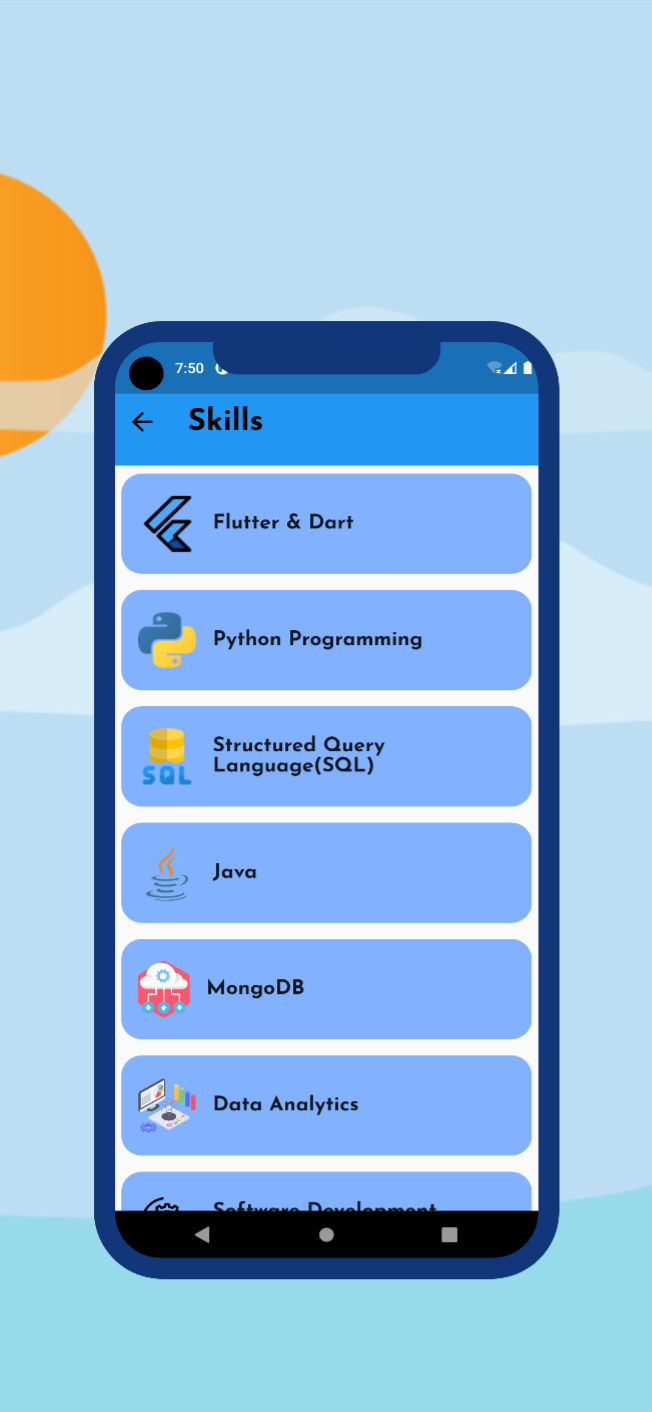 7:50
Skills
Flutter & Dart
Python Programming
Structured Query
Language(SQL)
SQL
Java
MongoDB
Data Analytics
Software Development